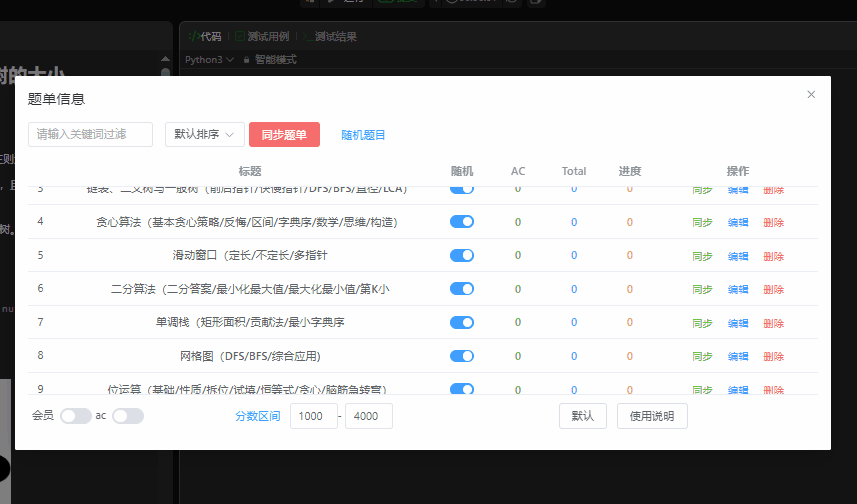 </>代码 | 测试用例 | >_ 测试结果
Python3 智能模式
树的大小
题单信息
请输入关键词过滤 默认排序 同步题单 随机题目
标题 随机 AC Total 进度 操作
3 链表、二叉树与一般树（前后指针/快慢指针/DFS/BFS/直径/LCA） 0 0 0 同步 编辑 删除
4 贪心算法（基本贪心策略/反悔/区间/字典序/数学/思维/构造） 0 0 0 同步 编辑 删除
5 滑动窗口（定长/不定长/多指针 0 0 0 同步 编辑 删除
6 二分算法（二分答案/最小化最大值/最大化最小值/第K小 0 0 0 同步 编辑 删除
7 单调栈（矩形面积/贡献法/最小字典序 0 0 0 同步 编辑 删除
8 网格图（DFS/BFS/综合应用) 0 0 0 同步 编辑 删除
9 位运算（基础/性质/拆位/试填/恒等式/贪心/脑筋急转弯） 0 0 0 同步 编辑 删除
会员 ac 分数区间 1000 - 4000 默认 使用说明